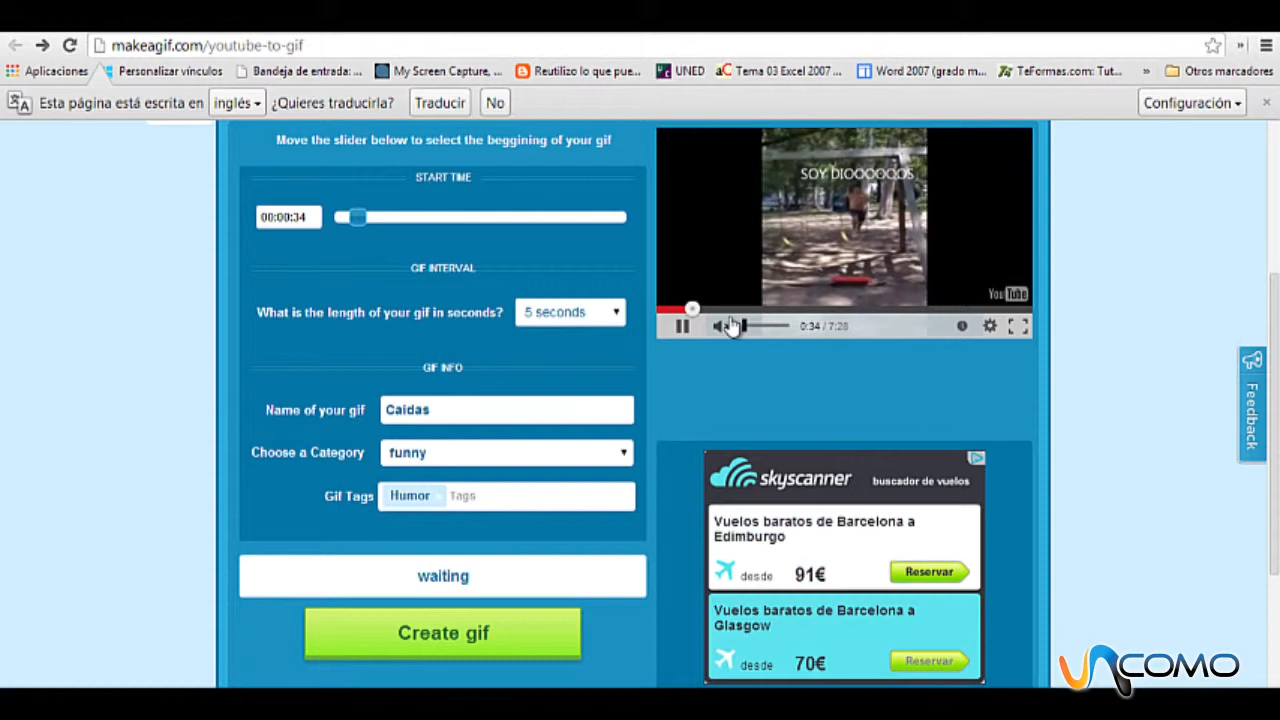 makeagif.com/youtube-to-gif
Aplicaciones Personalizar vínculos Bandeja de entrada: ... My Screen Capture, ... Reutilizo lo que pue... UNED Tema 03 Excel 2007 ... Word 2007 (grado m... TeFormas.com: Tut... » Otros marcadores
Esta página está escrita en inglés ¿Quieres traducirla? Traducir No Configuración
Move the slider below to select the beggining of your gif
START TIME
00:00:34
GIF INTERVAL
What is the length of your gif in seconds? 5 seconds
GIF INFO
Name of your gif Caidas
Choose a Category funny
Gif Tags Humor Tags
waiting
Create gif
SOY DIOOOOOOS
YouTube
0:34 / 7:28
Feedback
skyscanner buscador de vuelos
Vuelos baratos de Barcelona a
Edimburgo
desde 91€ Reservar
Vuelos baratos de Barcelona a
Glasgow
desde 70€ Reservar
UNCOMO